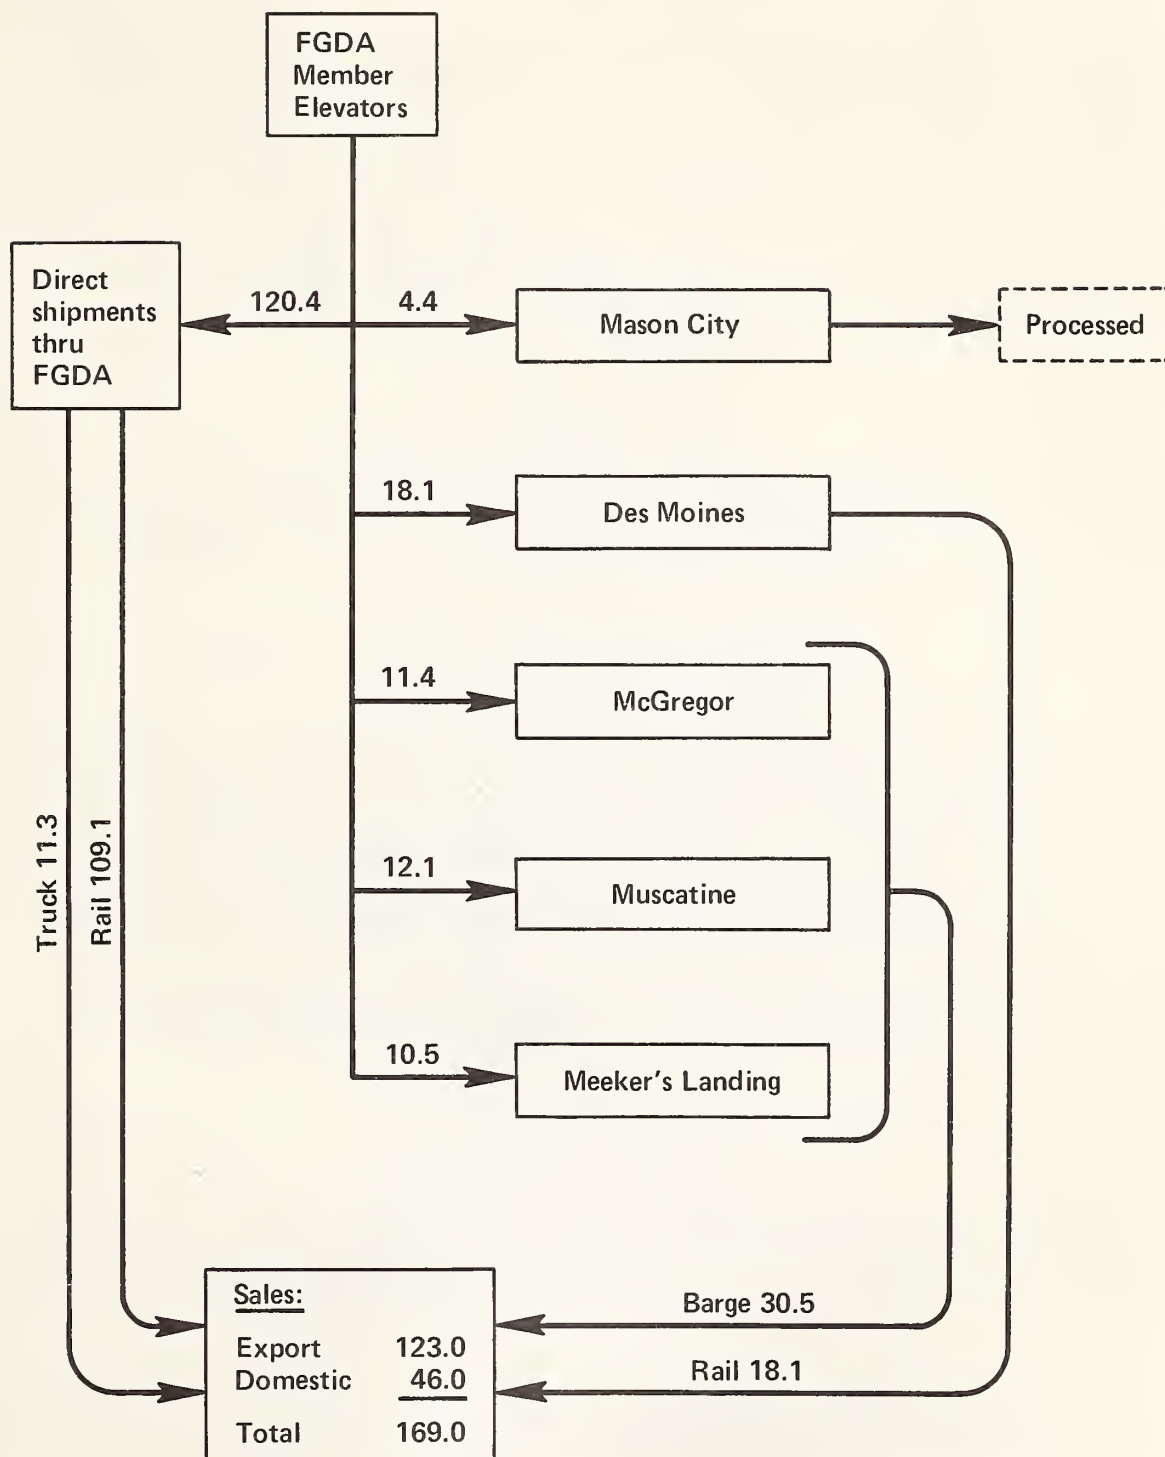 FGDA
Member
Elevators
Direct
shipments
thru
FGDA
120.4
4.4
Mason City
Processed
18.1
Des Moines
11.4
McGregor
12.1
Muscatine
10.5
Meeker's Landing
Truck 11.3
Rail 109.1
Barge 30.5
Rail 18.1
Sales:
Export 123.0
Domestic 46.0
Total 169.0